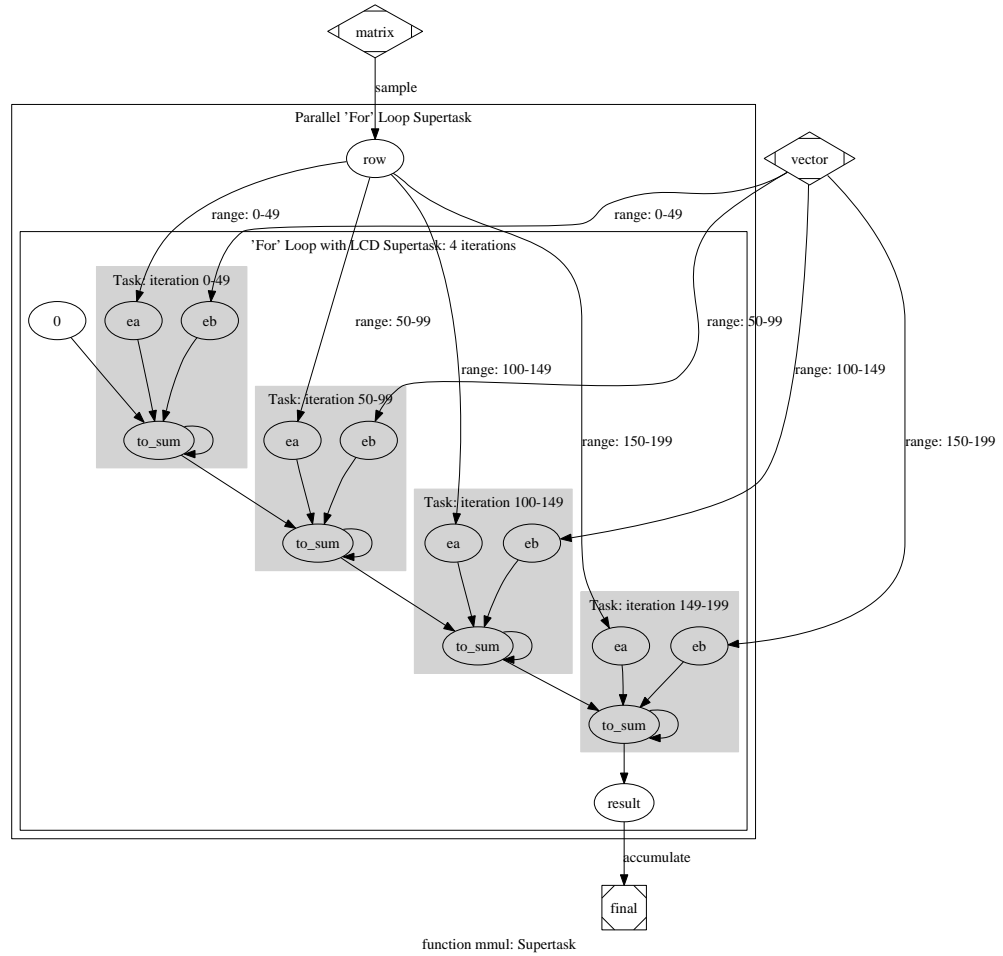 matrix
sample
Parallel 'For' Loop Supertask
row
vector
range: 0-49
range: 0-49
'For' Loop with LCD Supertask: 4 iterations
Task: iteration 0-49
0
ea
eb
range: 50-99
range: 50-99
range: 100-149
range: 100-149
Task: iteration 50-99
to_sum
ea
eb
range: 150-199
range: 150-199
Task: iteration 100-149
to_sum
ea
eb
Task: iteration 149-199
to_sum
ea
eb
to_sum
result
accumulate
final
function mmul: Supertask